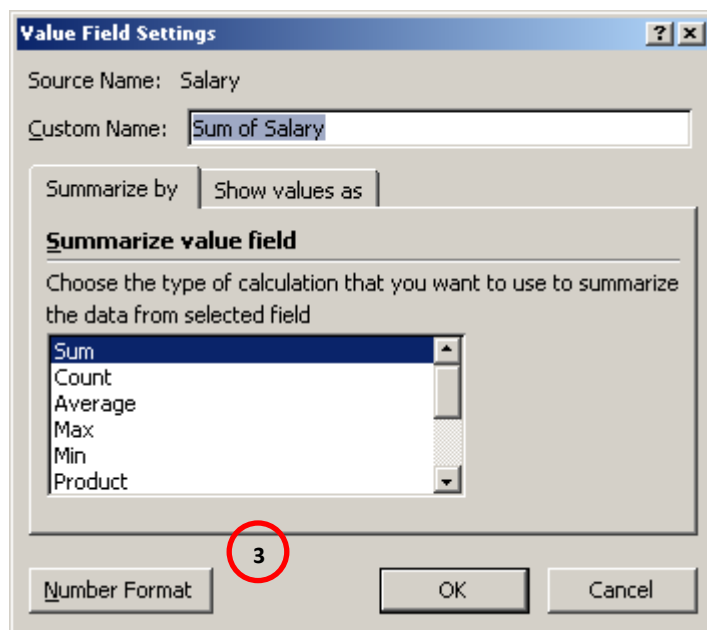 Value Field Settings
Source Name: Salary
Custom Name: Sum of Salary
Summarize by Show values as
Summarize value field
Choose the type of calculation that you want to use to summarize
the data from selected field
Sum
Count
Average
Max
Min
Product
3
Number Format OK Cancel